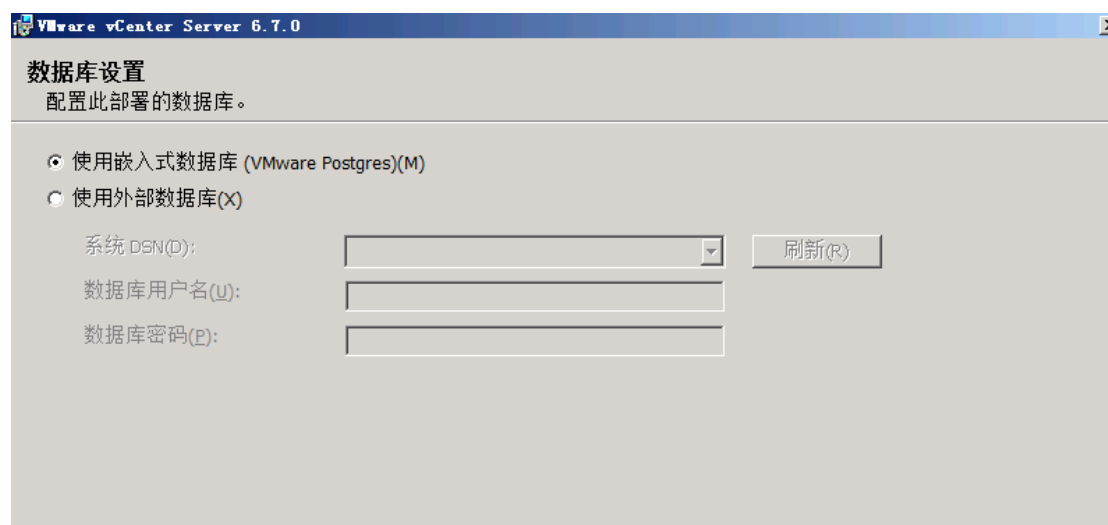 VMware vCenter Server 6.7.0
数据库设置
配置此部署的数据库。
使用嵌入式数据库 (VMware Postgres)(M)
使用外部数据库(X)
系统 DSN(D):
刷新(R)
数据库用户名(U):
数据库密码(P):